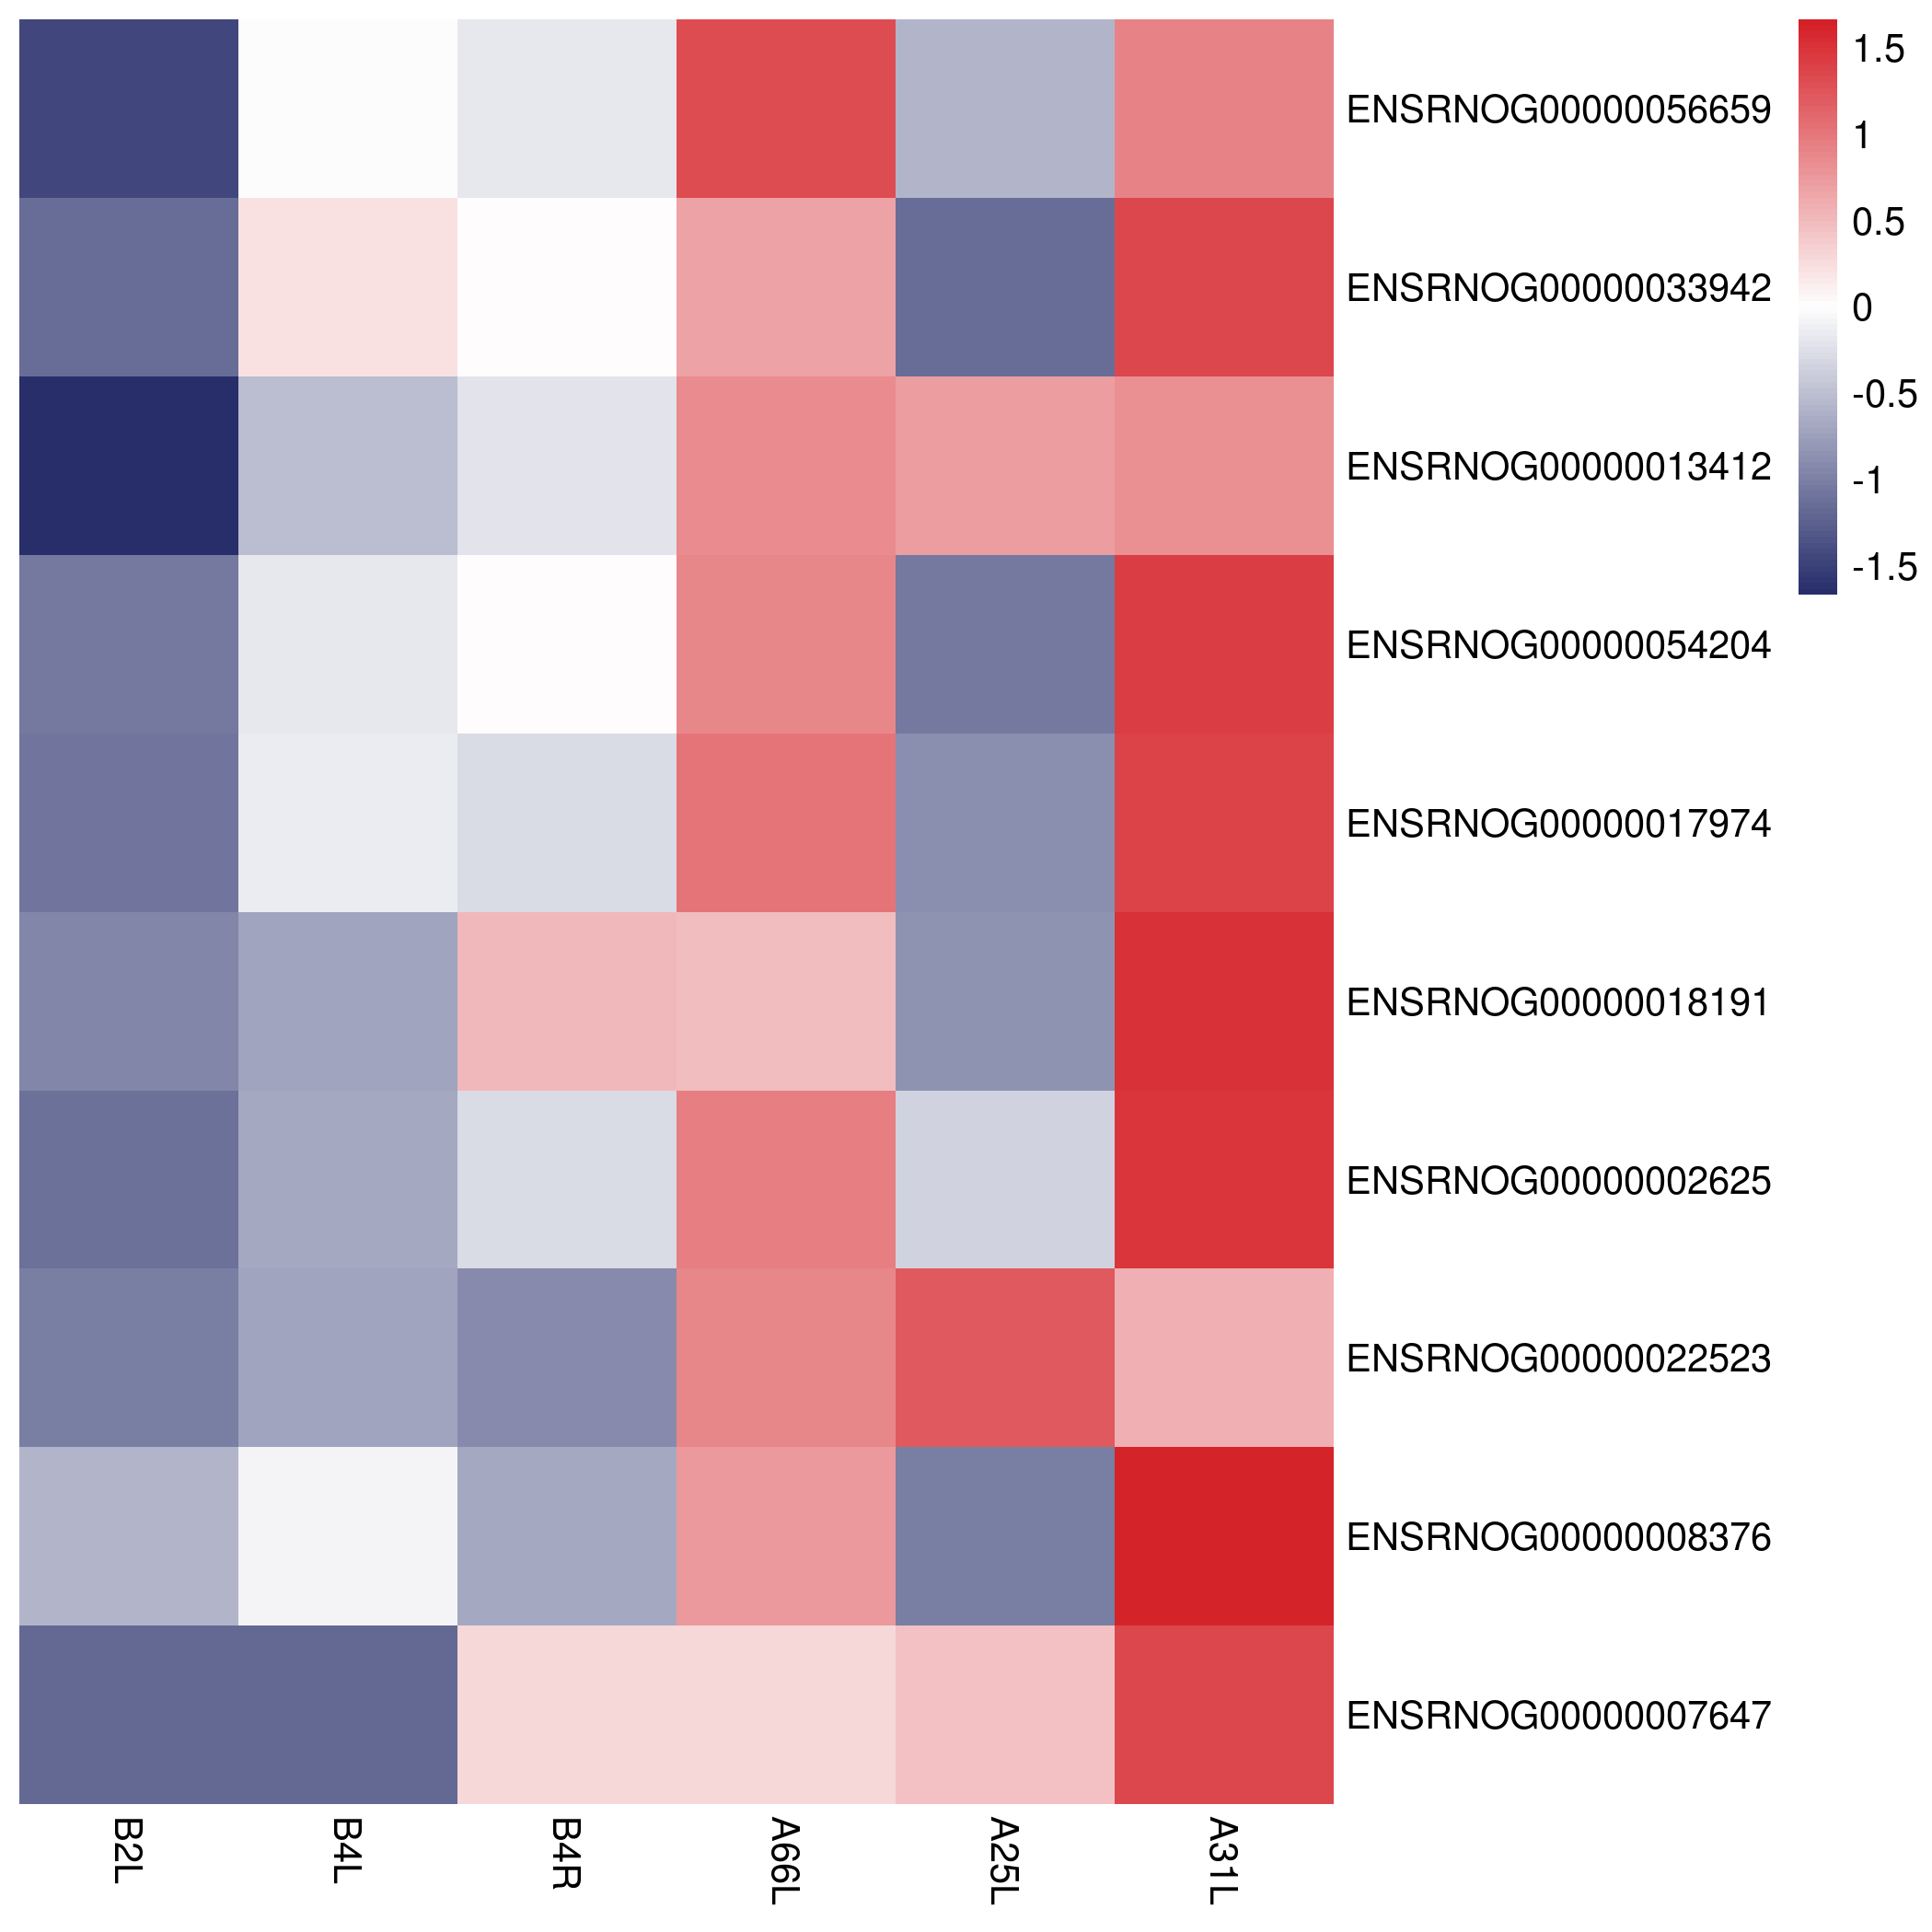 ENSRNOG00000056659
ENSRNOG00000033942
ENSRNOG00000013412
ENSRNOG00000054204
ENSRNOG00000017974
ENSRNOG00000018191
ENSRNOG00000002625
ENSRNOG00000022523
ENSRNOG00000008376
ENSRNOG00000007647
1.5
1
0.5
0
-0.5
-1
-1.5
B2L
B4L
B4R
A66L
A25L
A31L